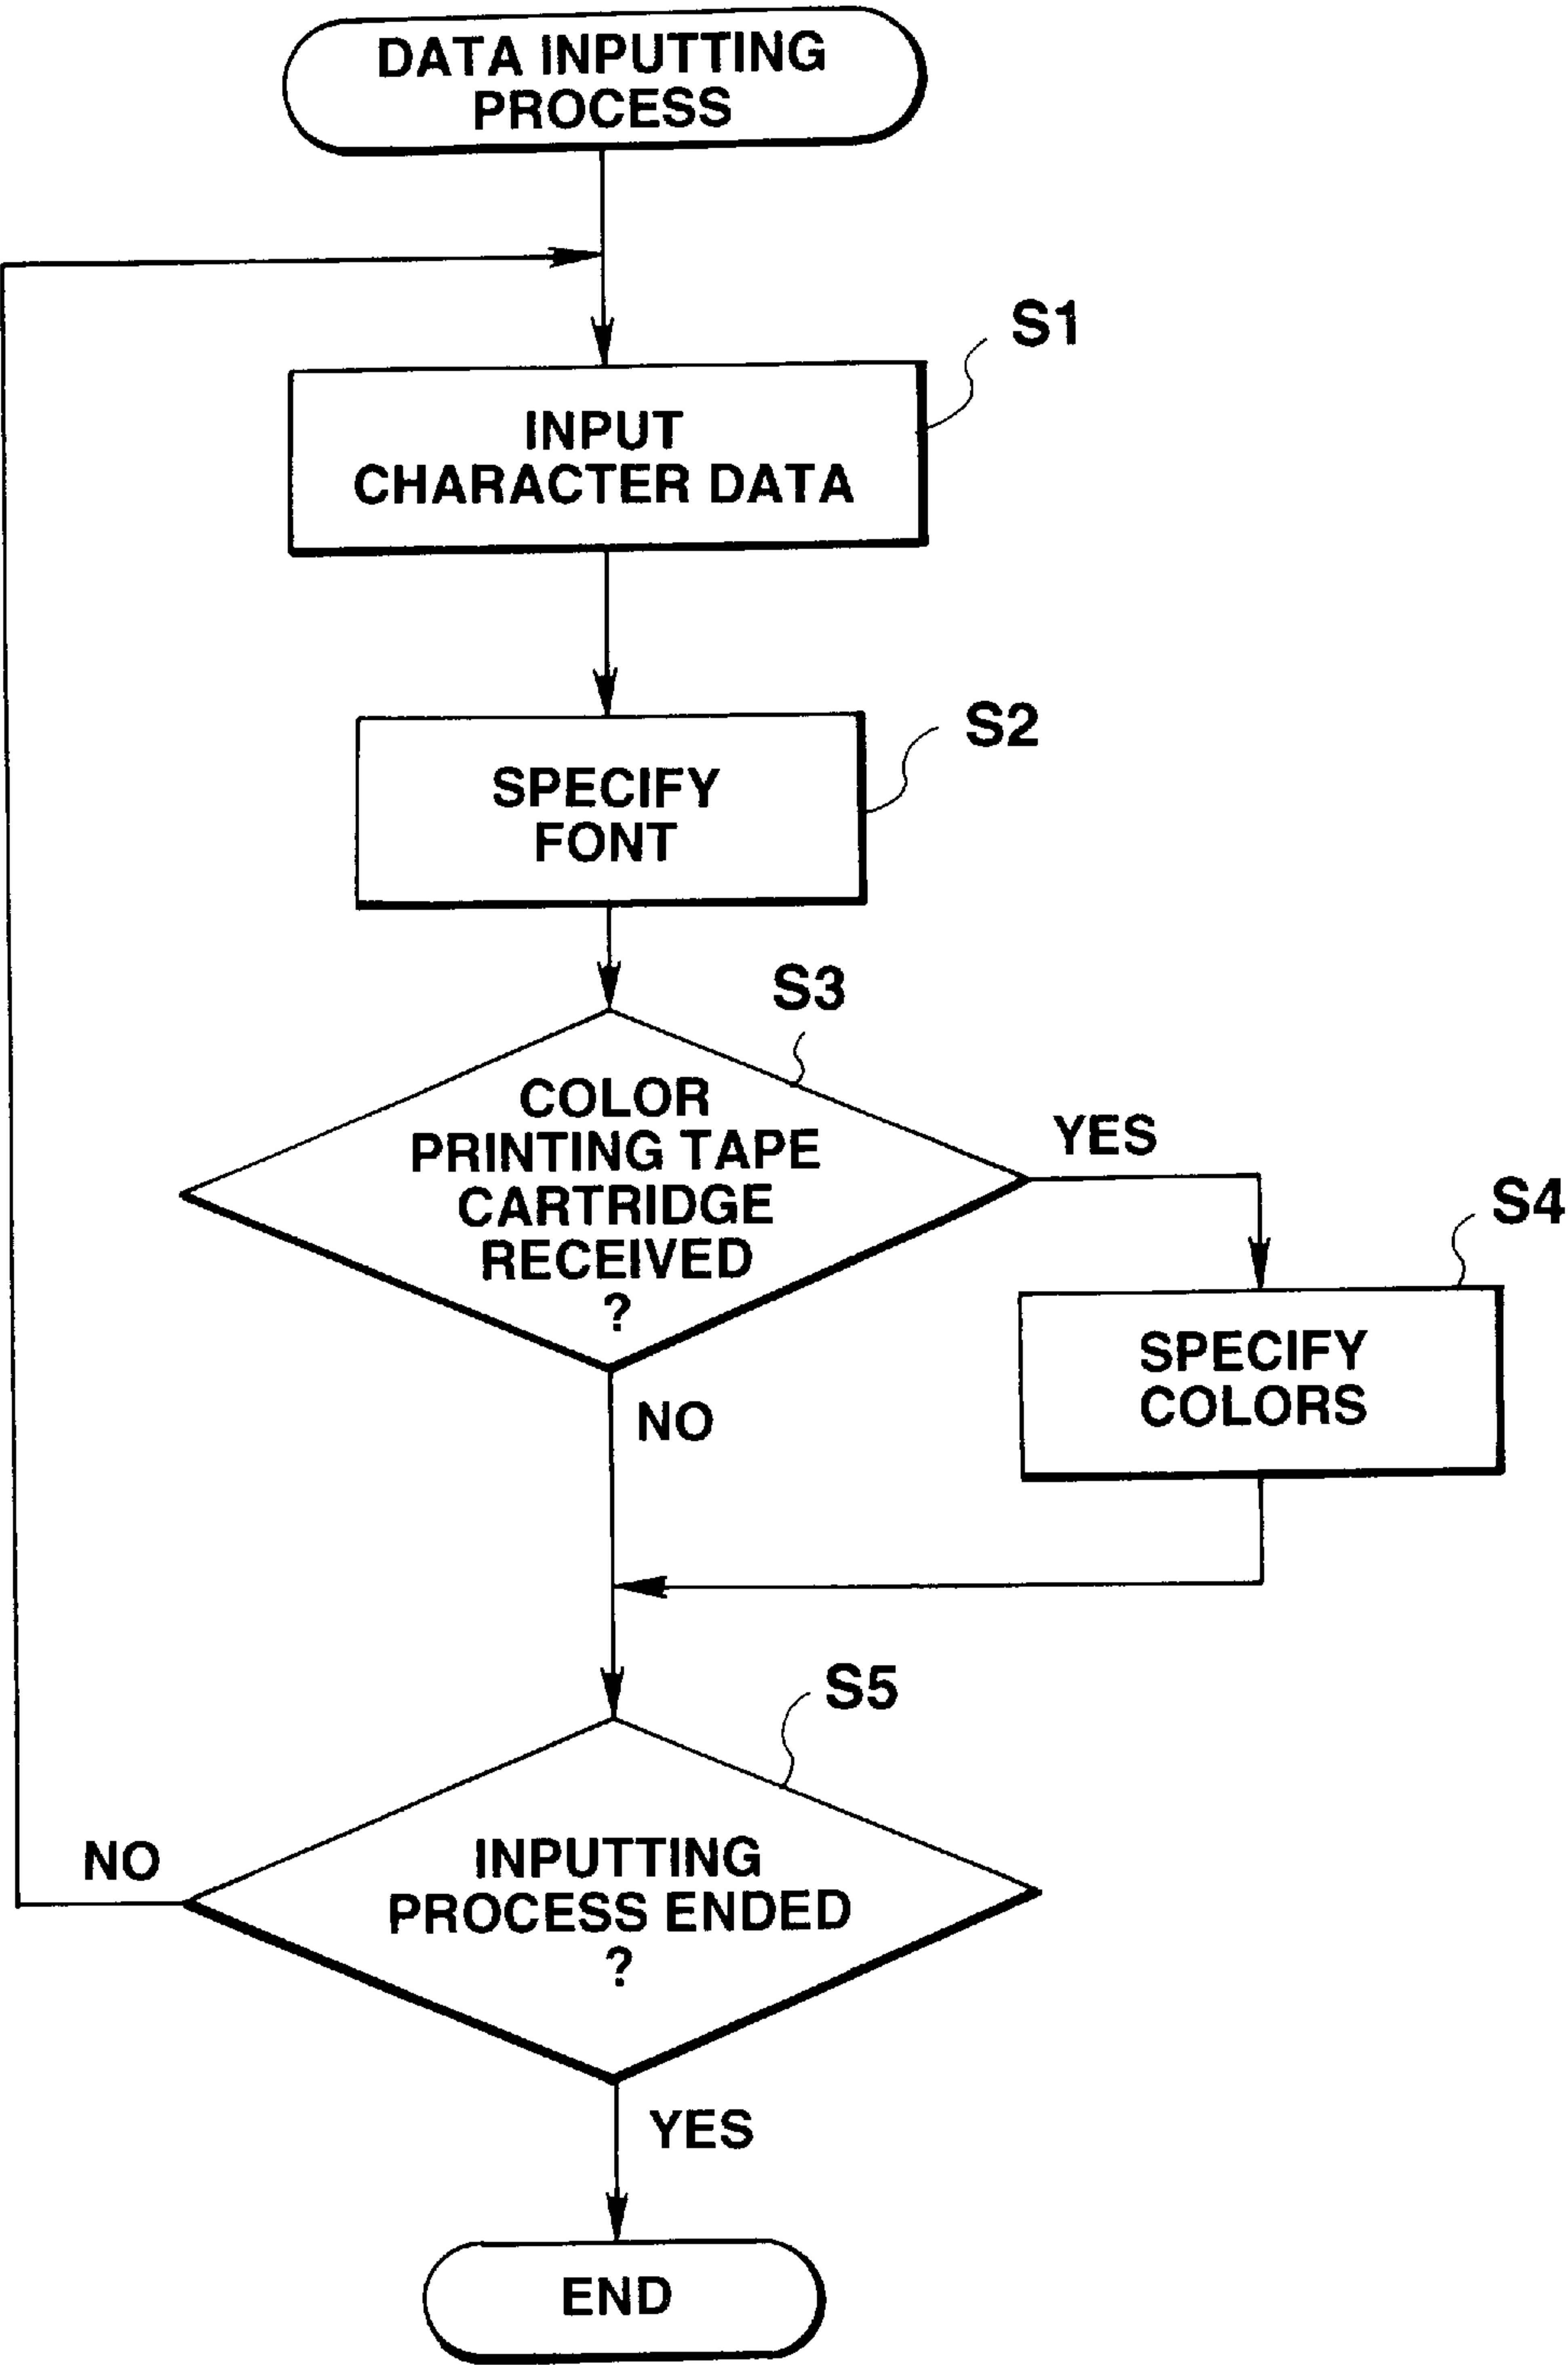 DATA INPUTTING
PROCESS
S1
INPUT
CHARACTER DATA
S2
SPECIFY
FONT
S3
COLOR
PRINTING TAPE
CARTRIDGE
RECEIVED
?
YES
S4
SPECIFY
COLORS
NO
S5
INPUTTING
PROCESS ENDED
?
NO
YES
END